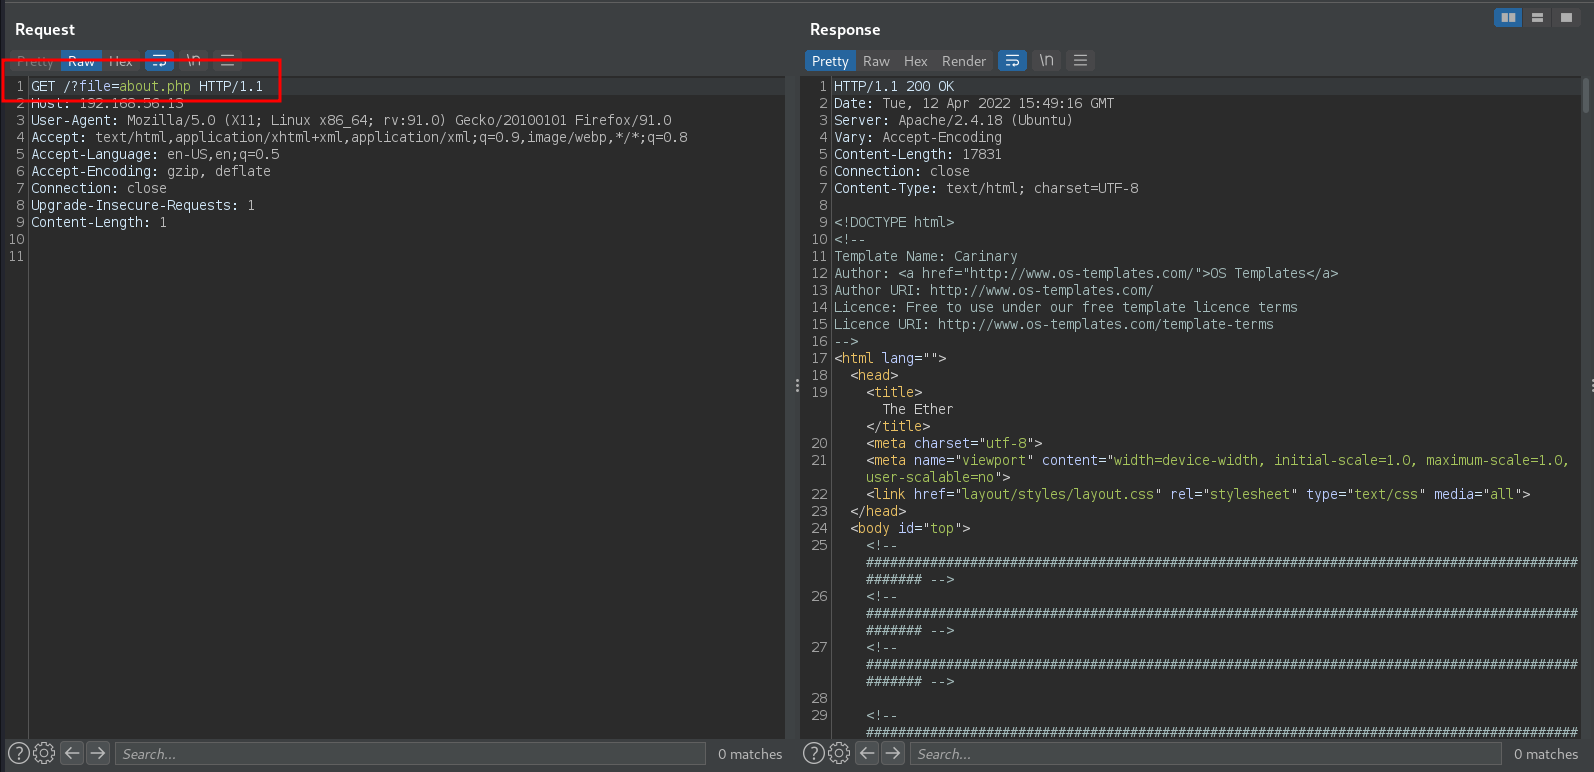 Request
Pretty Raw Hex \n
1 GET /?file=about.php HTTP/1.1
2 Host: 192.168.56.13
3 User-Agent: Mozilla/5.0 (X11; Linux x86_64; rv:91.0) Gecko/20100101 Firefox/91.0
4 Accept: text/html,application/xhtml+xml,application/xml;q=0.9,image/webp,*/*;q=0.8
5 Accept-Language: en-US,en;q=0.5
6 Accept-Encoding: gzip, deflate
7 Connection: close
8 Upgrade-Insecure-Requests: 1
9 Content-Length: 1
10
11
Search...
0 matches
Response
Pretty Raw Hex Render \n
1 HTTP/1.1 200 OK
2 Date: Tue, 12 Apr 2022 15:49:16 GMT
3 Server: Apache/2.4.18 (Ubuntu)
4 Vary: Accept-Encoding
5 Content-Length: 17831
6 Connection: close
7 Content-Type: text/html; charset=UTF-8
8
9 <!DOCTYPE html>
10 <!--
11 Template Name: Carinary
12 Author: <a href="http://www.os-templates.com/">OS Templates</a>
13 Author URI: http://www.os-templates.com/
14 Licence: Free to use under our free template licence terms
15 Licence URI: http://www.os-templates.com/template-terms
16 -->
17 <html lang="">
18 <head>
19 <title>
The Ether
</title>
20 <meta charset="utf-8">
21 <meta name="viewport" content="width=device-width, initial-scale=1.0, maximum-scale=1.0,
user-scalable=no">
22 <link href="layout/styles/layout.css" rel="stylesheet" type="text/css" media="all">
23 </head>
24 <body id="top">
25 <!--
#########################################################################################
####### -->
26 <!--
#########################################################################################
####### -->
27 <!--
#########################################################################################
####### -->
28
29 <!--
#########################################################################################
Search...
0 matches